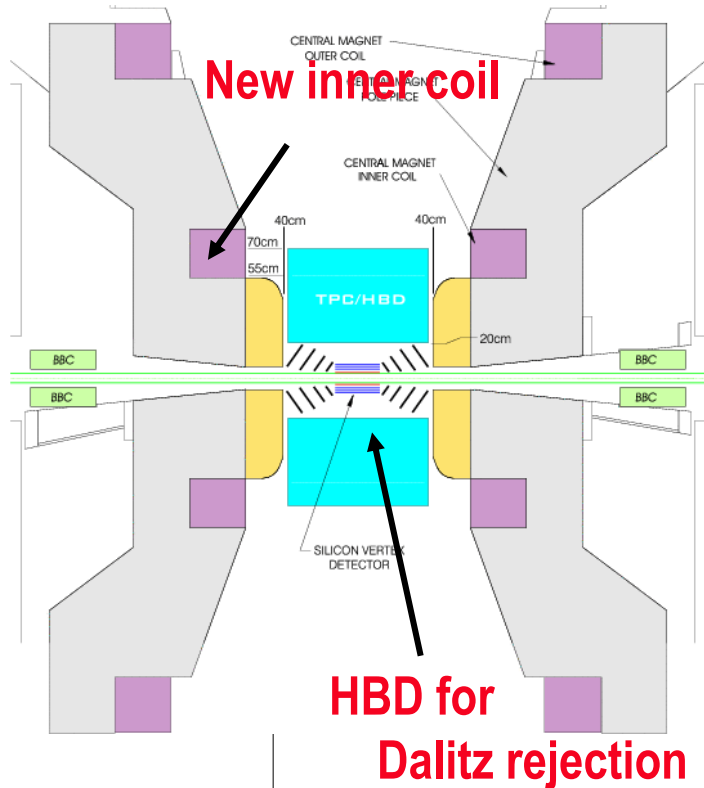 CENTRAL MAGNET
OUTER COIL
New inner coil
CENTRAL MAGNET
POLE PIECE
CENTRAL MAGNET
INNER COIL
40cm
40cm
70cm
55cm
TPC/HBD
20cm
BBC
BBC
BBC
BBC
SILICON VERTEX
DETECTOR
HBD for
Dalitz rejection